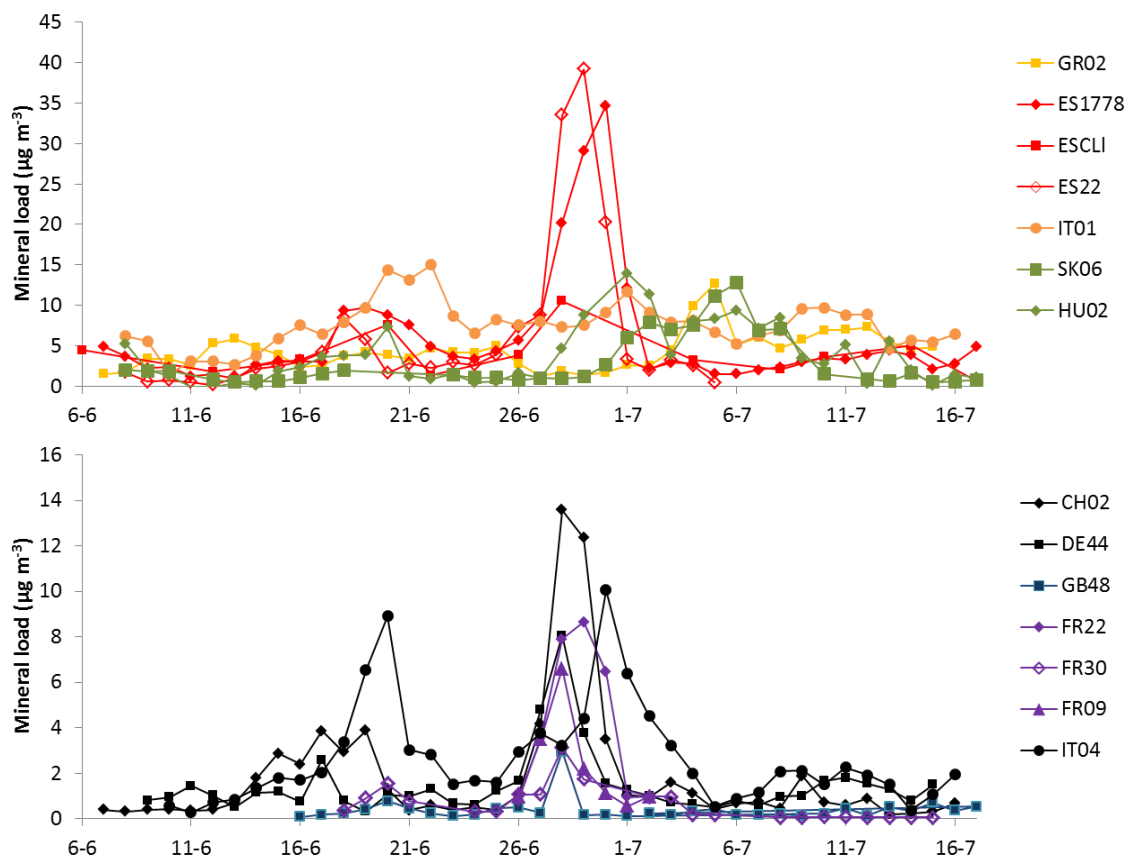 Mineral load (µg m-3)
45
40
35
30
25
20
15
10
5
0
6-6 11-6 16-6 21-6 26-6 1-7 6-7 11-7 16-7
GR02
ES1778
ESCLl
ES22
IT01
SK06
HU02
Mineral load (µg m-3)
16
14
12
10
8
6
4
2
0
6-6 11-6 16-6 21-6 26-6 1-7 6-7 11-7 16-7
CH02
DE44
GB48
FR22
FR30
FR09
IT04